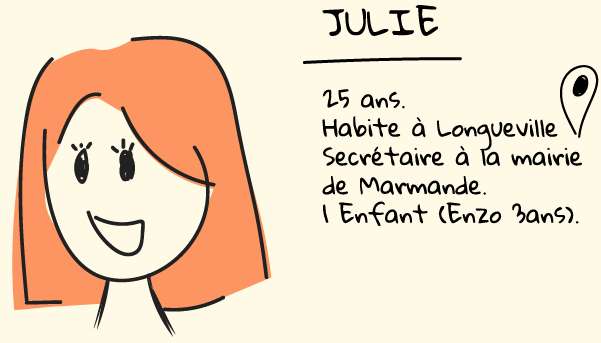 JULIE
25 ans.
Habite à Longueville
Secrétaire à la mairie
de Marmande.
1 Enfant (Enzo 3ans).